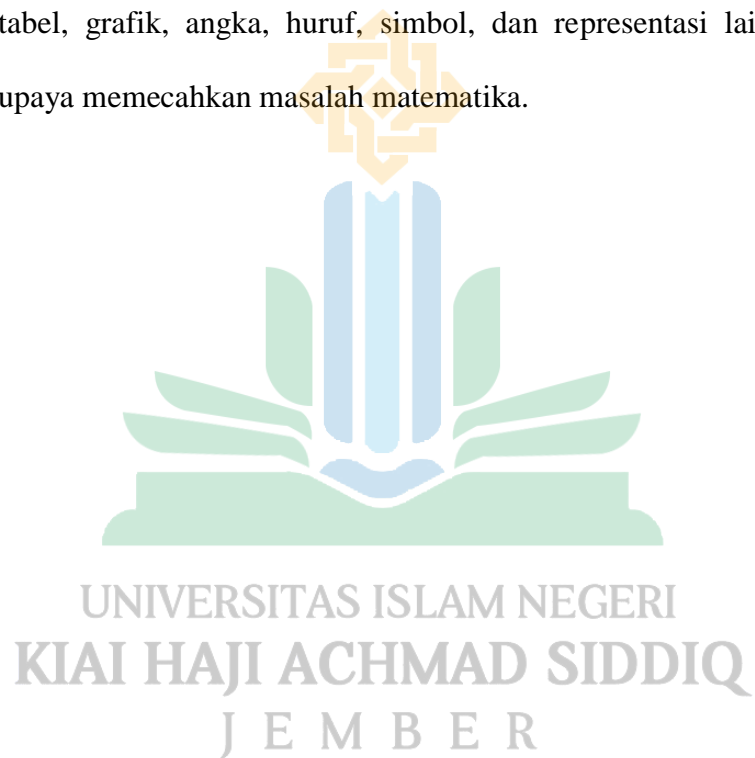 tabel, grafik, angka, huruf, simbol, dan representasi lai
upaya memecahkan masalah matematika.
UNIVERSITAS ISLAM NEGERI
KIAI HAJI ACHMAD SIDDIQ
JEMBER